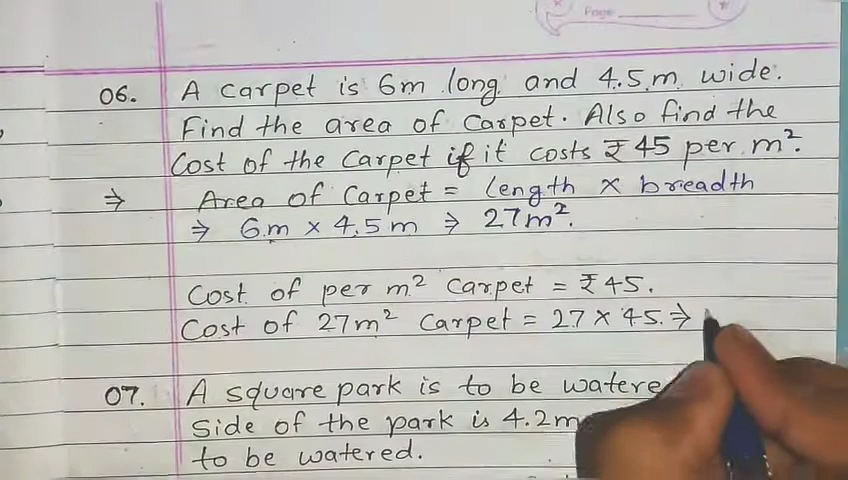 Page
06. A carpet is 6m long and 4.5m wide.
Find the area of carpet. Also find the
Cost of the carpet if it costs ₹ 45 per m².
⇒ Area of carpet = length × breadth
⇒ 6m × 4.5m ⇒ 27m².
Cost of per m² carpet = ₹45.
Cost of 27m² carpet = 27 × 45. ⇒
07. A square park is to be watere
Side of the park is 4.2m
to be watered.